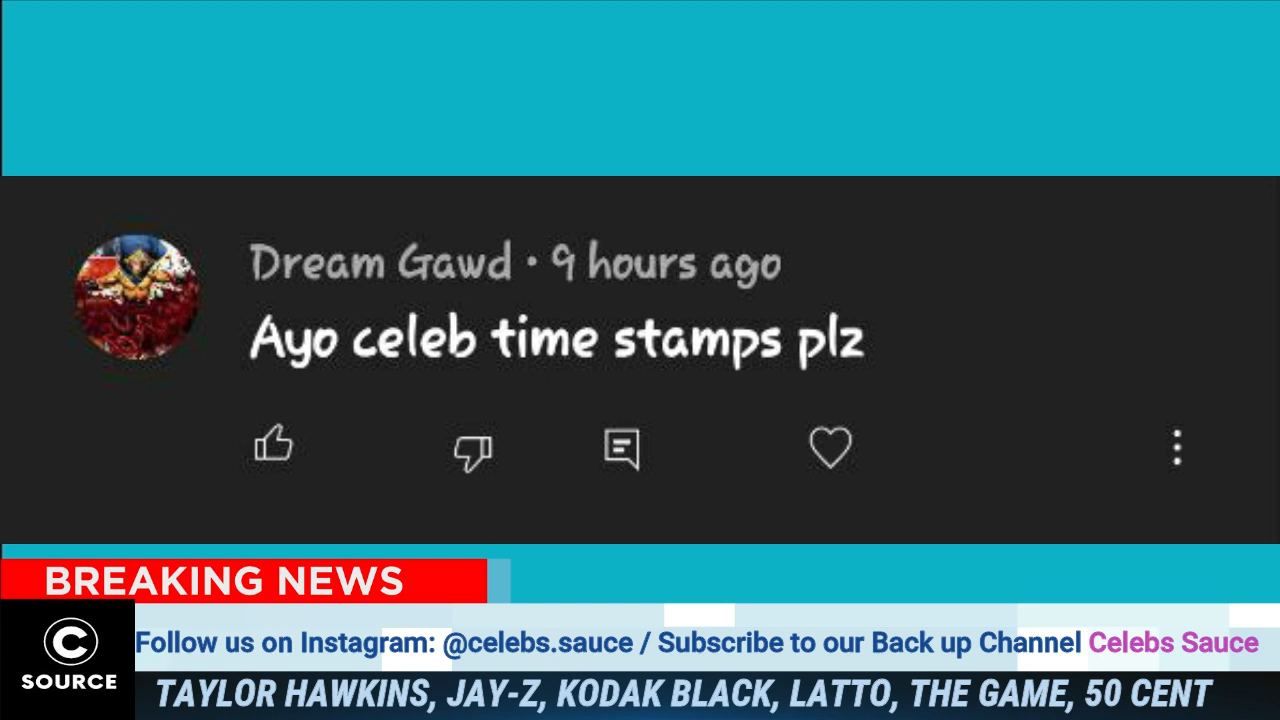 Dream Gawd · 9 hours ago
Ayo celeb time stamps plz
BREAKING NEWS
C
SOURCE
Follow us on Instagram: @celebs.sauce / Subscribe to our Back up Channel Celebs Sauce
TAYLOR HAWKINS, JAY-Z, KODAK BLACK, LATTO, THE GAME, 50 CENT